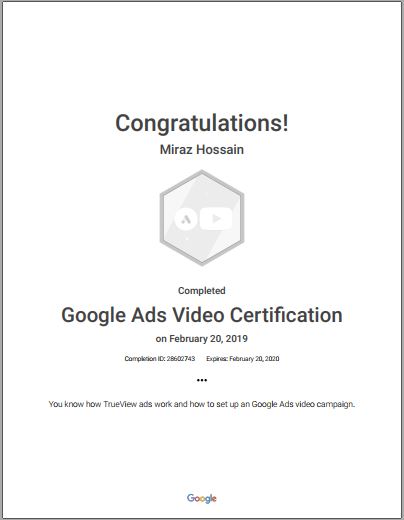 Congratulations!
Miraz Hossain
Completed
Google Ads Video Certification
on February 20, 2019
Completion ID: 28602743 Expires: February 20, 2020
•••
You know how TrueView ads work and how to set up an Google Ads video campaign.
Google